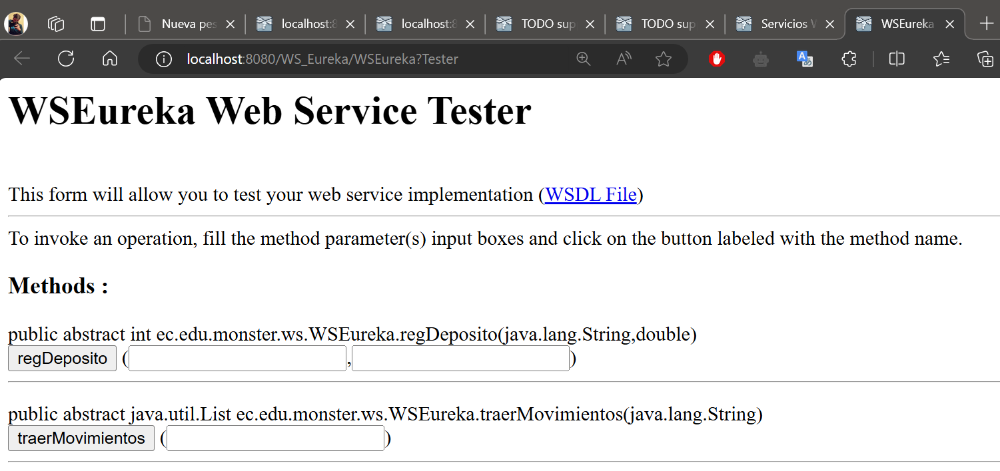 Nueva pes
localhost:8
localhost:8
TODO sup
TODO sup
Servicios W
WSEureka
localhost:8080/WS_Eureka/WSEureka?Tester
WSEureka Web Service Tester
This form will allow you to test your web service implementation (WSDL File)
To invoke an operation, fill the method parameter(s) input boxes and click on the button labeled with the method name.
Methods :
public abstract int ec.edu.monster.ws.WSEureka.regDeposito(java.lang.String,double)
regDeposito ( , )
public abstract java.util.List ec.edu.monster.ws.WSEureka.traerMovimientos(java.lang.String)
traerMovimientos ( )